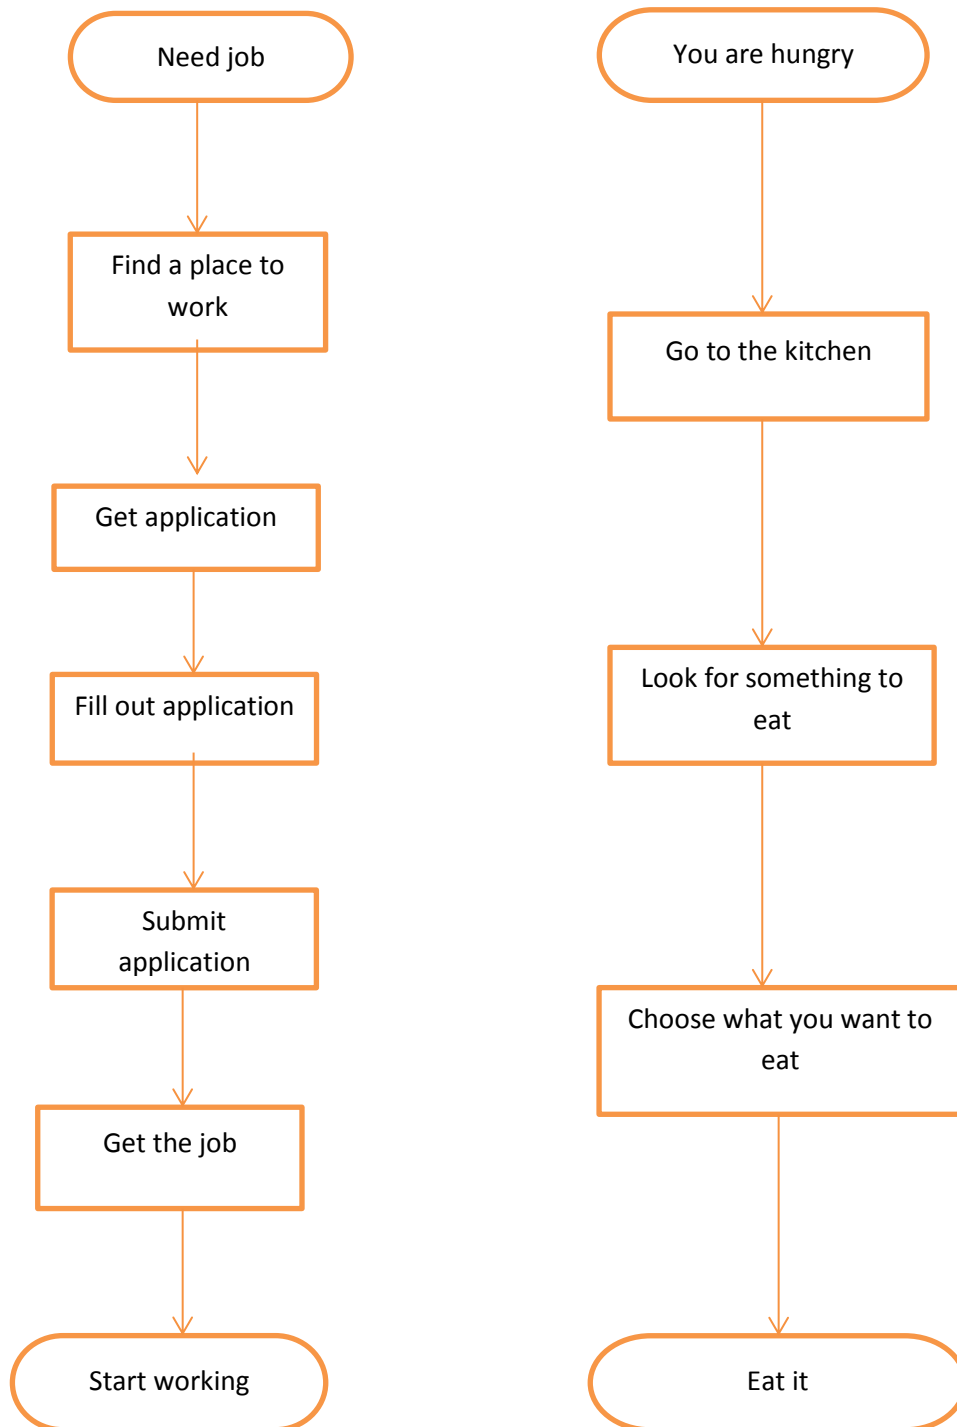 Need job
Find a place to
work
Get application
Fill out application
Submit
application
Get the job
Start working
You are hungry
Go to the kitchen
Look for something to
eat
Choose what you want to
eat
Eat it